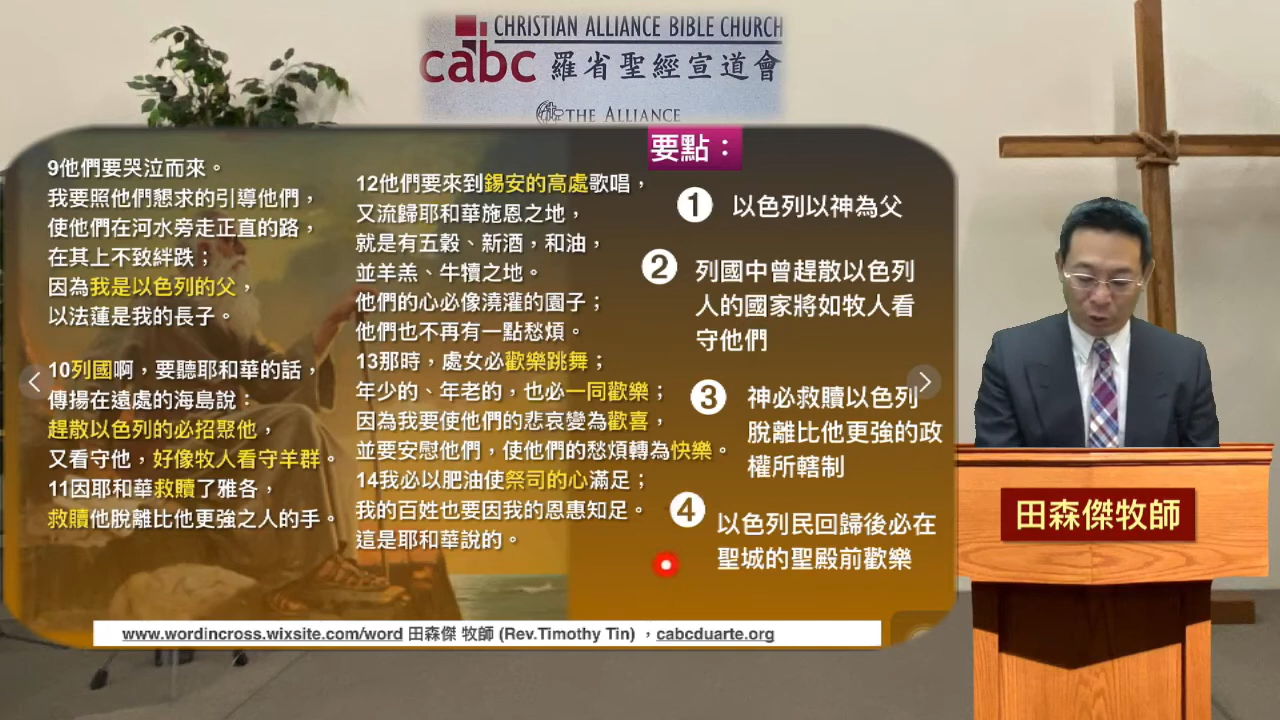 CHRISTIAN ALLIANCE BIBLE CHURCH
cabc 羅省聖經宣道會
THE ALLIANCE
9他們要哭泣而來。
我要照他們懇求的引導他們，
使他們在河水旁走正直的路，
在其上不致絆跌；
因為我是以色列的父，
以法蓮是我的長子。
10列國啊，要聽耶和華的話，
傳揚在遠處的海島說：
趕散以色列的必招聚他，
又看守他，好像牧人看守羊群。
11因耶和華救贖了雅各，
救贖他脫離比他更強之人的手。
12他們要來到錫安的高處歌唱，
又流歸耶和華施恩之地，
就是有五穀、新酒，和油，
並羊羔、牛犢之地。
他們的心必像澆灌的園子；
他們也不再有一點愁煩。
13那時，處女必歡樂跳舞；
年少的、年老的，也必一同歡樂；
因為我要使他們的悲哀變為歡喜，
並要安慰他們，使他們的愁煩轉為快樂。
14我必以肥油使祭司的心滿足；
我的百姓也要因我的恩惠知足。
這是耶和華說的。
要點：
1 以色列以神為父
2 列國中曾趕散以色列
人的國家將如牧人看
守他們
3 神必救贖以色列
脫離比他更強的政
權所轄制
4 以色列民回歸後必在
聖城的聖殿前歡樂
田森傑牧師
www.wordincross.wixsite.com/word 田森傑 牧師 (Rev.Timothy Tin) ，cabcduarte.org